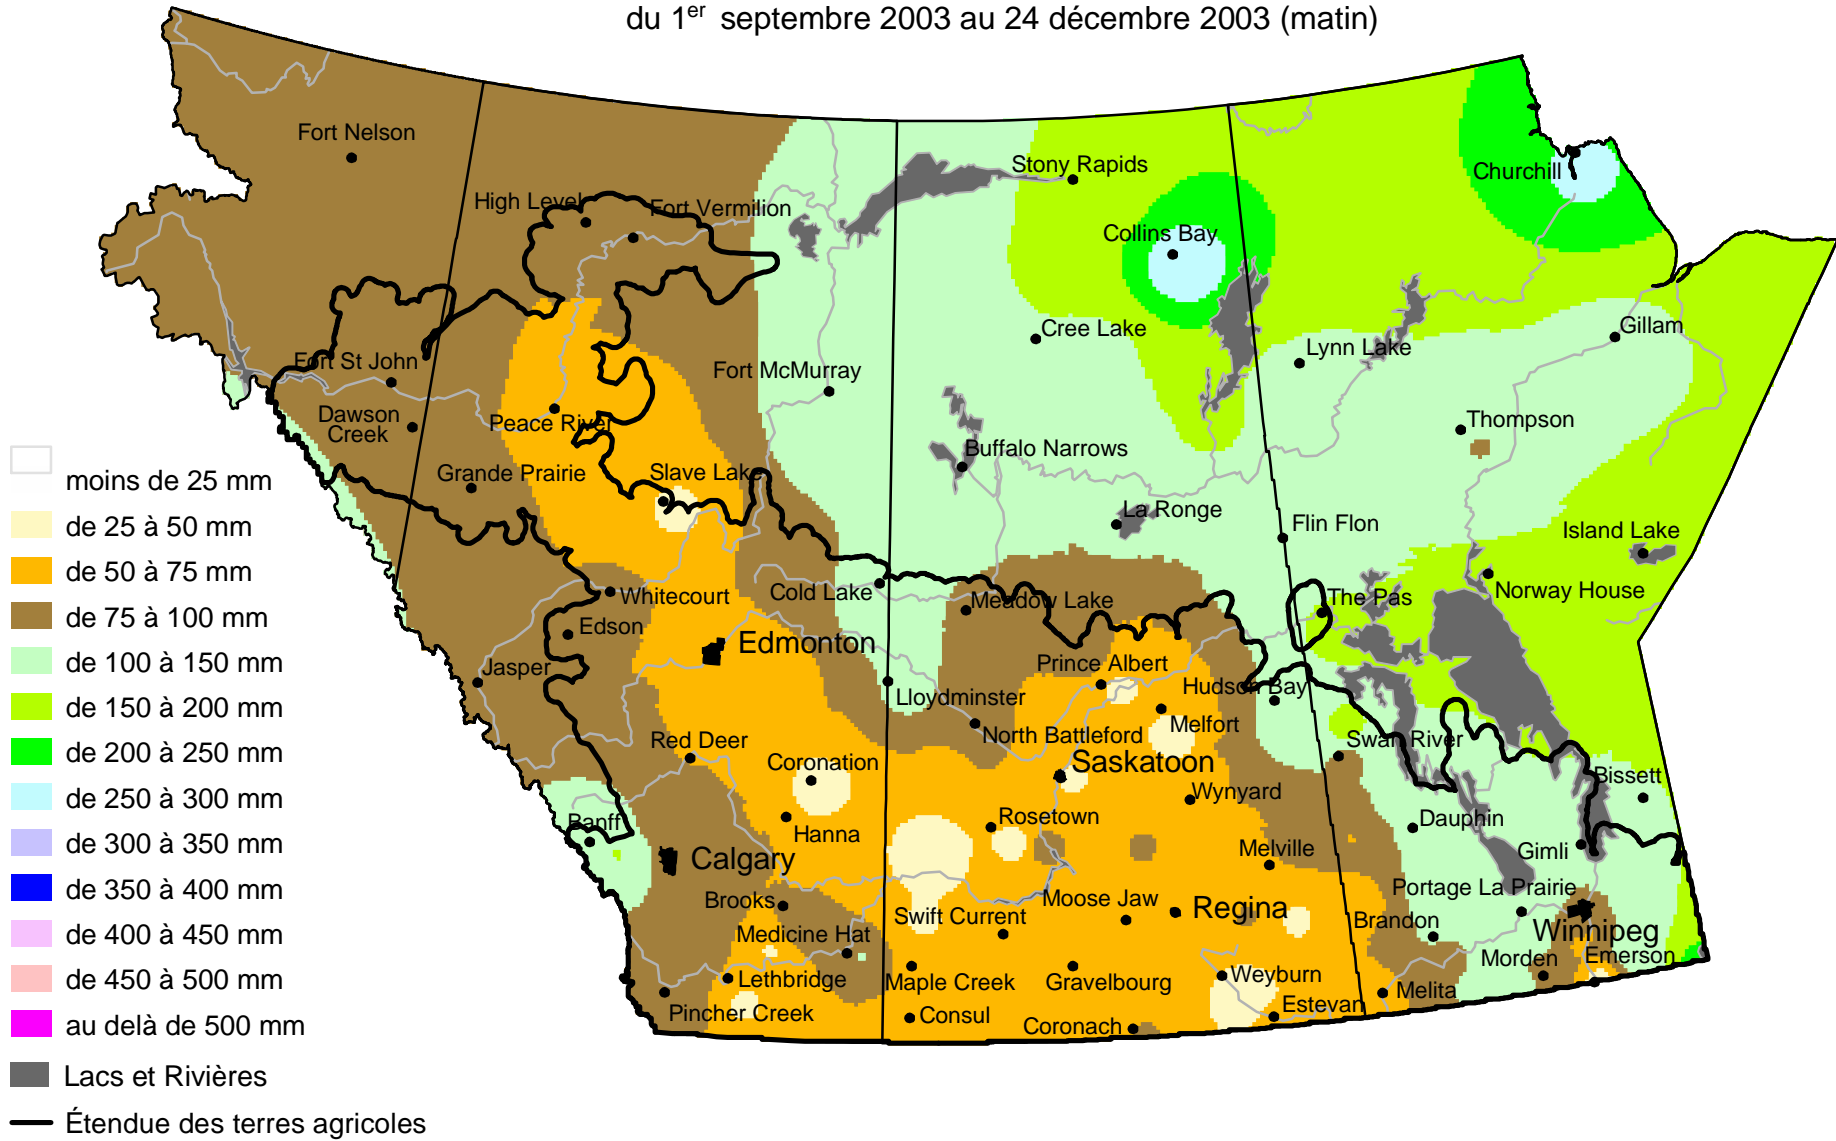 du 1er septembre 2003 au 24 décembre 2003 (matin)
Fort Nelson
High Level
Fort Vermilion
Stony Rapids
Churchill
Collins Bay
Cree Lake
Gillam
Lynn Lake
Fort St John
Fort McMurray
Dawson
Creek
Peace River
Thompson
Buffalo Narrows
Grande Prairie
Slave Lake
La Ronge
Flin Flon
Island Lake
Whitecourt
Cold Lake
Meadow Lake
The Pas
Norway House
Edson
Edmonton
Jasper
Prince Albert
Hudson Bay
Lloydminster
Melfort
North Battleford
Red Deer
Coronation
Saskatoon
Swan River
Bissett
Wynyard
Banff
Hanna
Rosetown
Dauphin
Calgary
Melville
Gimli
Brooks
Moose Jaw
Portage La Prairie
Swift Current
Regina
Brandon
Winnipeg
Medicine Hat
Emerson
Morden
Lethbridge
Maple Creek
Gravelbourg
Weyburn
Melita
Pincher Creek
Consul
Coronach
Estevan
moins de 25 mm
de 25 à 50 mm
de 50 à 75 mm
de 75 à 100 mm
de 100 à 150 mm
de 150 à 200 mm
de 200 à 250 mm
de 250 à 300 mm
de 300 à 350 mm
de 350 à 400 mm
de 400 à 450 mm
de 450 à 500 mm
au delà de 500 mm
Lacs et Rivières
Étendue des terres agricoles